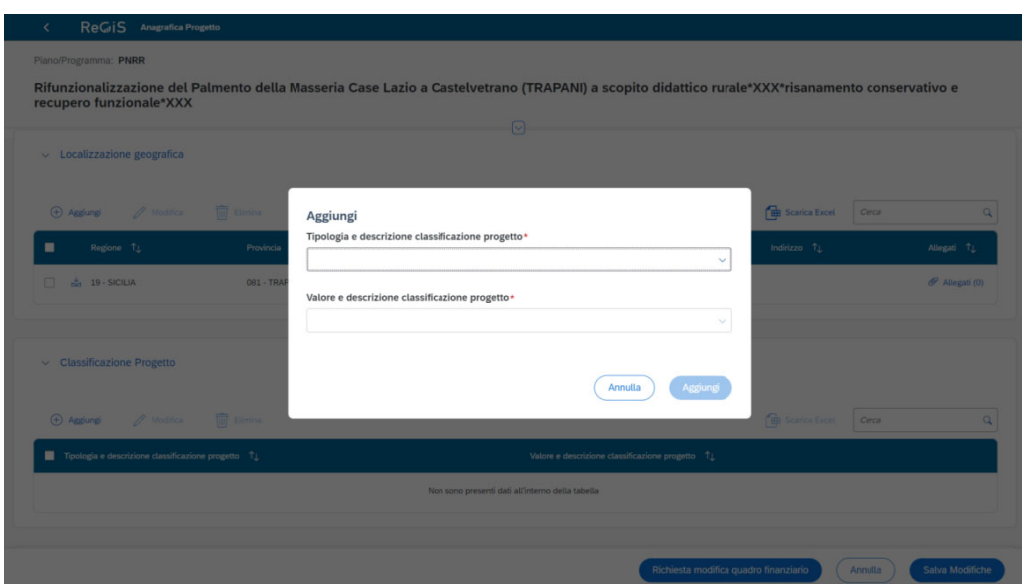 ReGiS Anagrafica Progetto
Piano/Programma: PNRR
Rifunzionalizzazione del Palmento della Masseria Case Lazio a Castelvetrano (TRAPANI) a scopito didattico rurale*XXX*risanamento conservativo e
recupero funzionale*XXX
Localizzazione geografica
Aggiungi Modifica Elimina Scarica Excel Cerca
Regione Provincia Indirizzo Allegati
19 - SICILIA 081 - TRAP Allegati (0)
Aggiungi
Tipologia e descrizione classificazione progetto*
Valore e descrizione classificazione progetto*
Annulla Aggiungi
Classificazione Progetto
Aggiungi Modifica Elimina Scarica Excel Cerca
Tipologia e descrizione classificazione progetto Valore e descrizione classificazione progetto
Non sono presenti dati all'interno della tabella
Richiesta modifica quadro finanziario Annulla Salva Modifiche